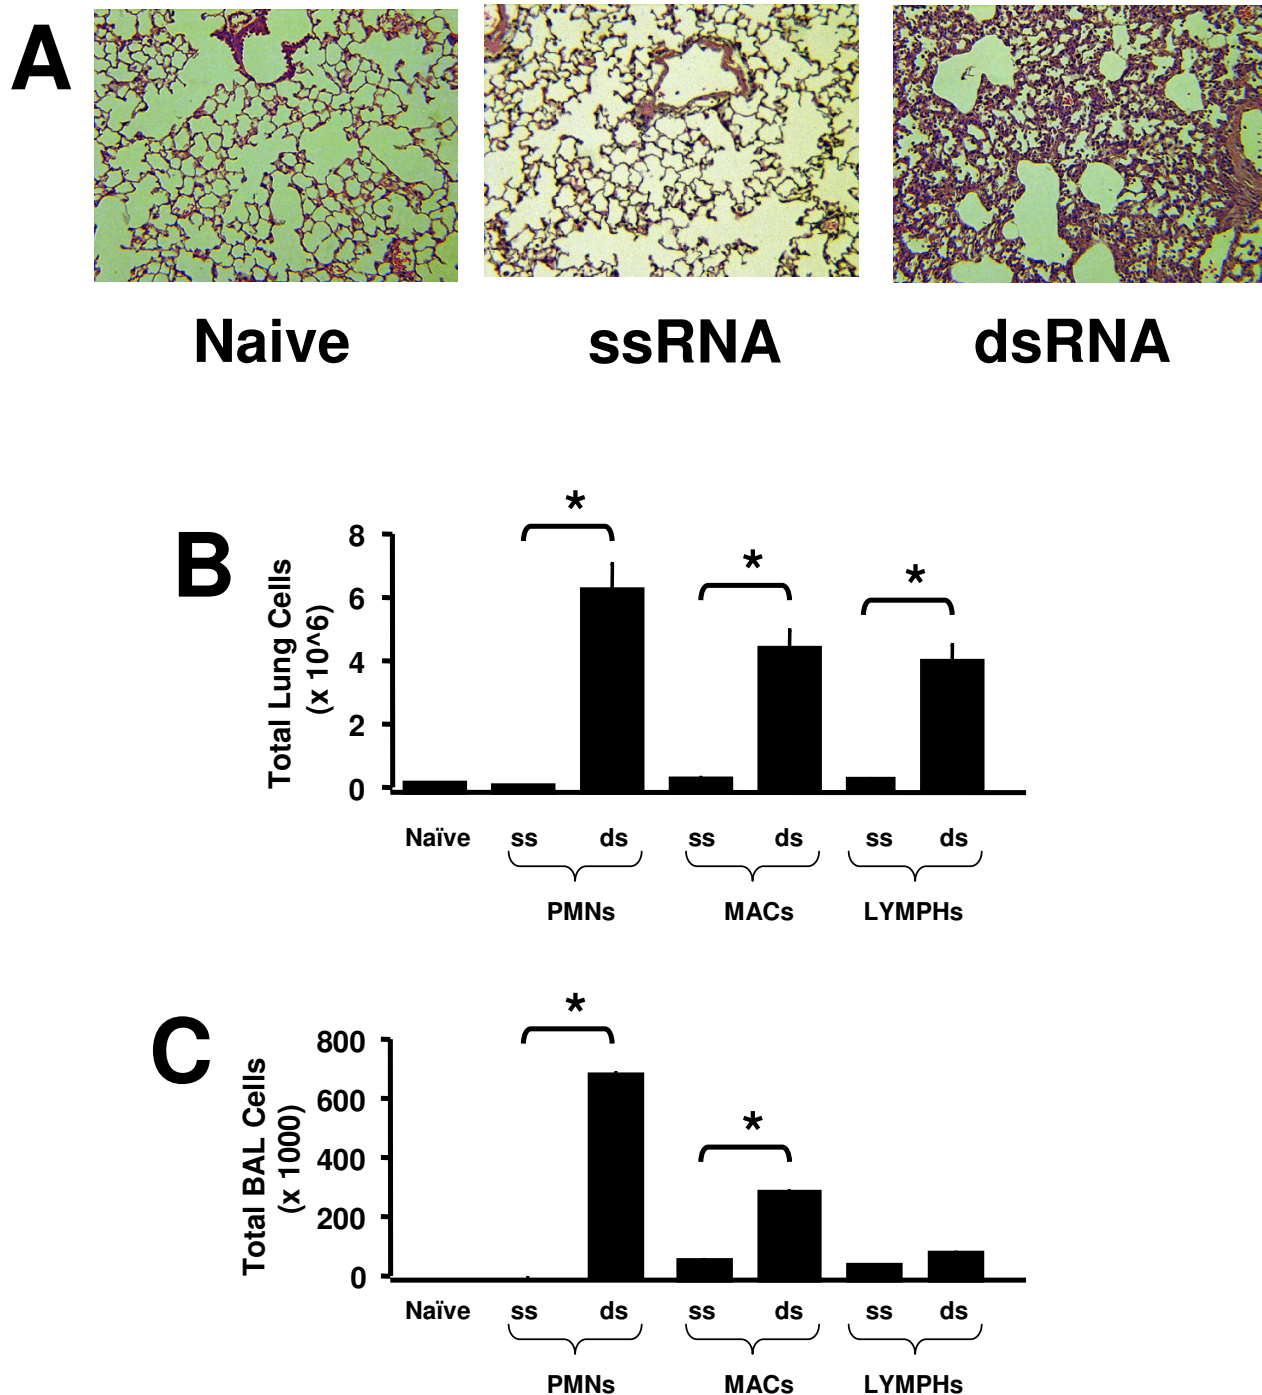 A
Naive ssRNA dsRNA
B
Total Lung Cells
(x 10^6)
8
6
4
2
0
* * *
Naïve ss ds ss ds ss ds
PMNs MACs LYMPHs
C
Total BAL Cells
(x 1000)
800
600
400
200
0
* *
Naïve ss ds ss ds ss ds
PMNs MACs LYMPHs